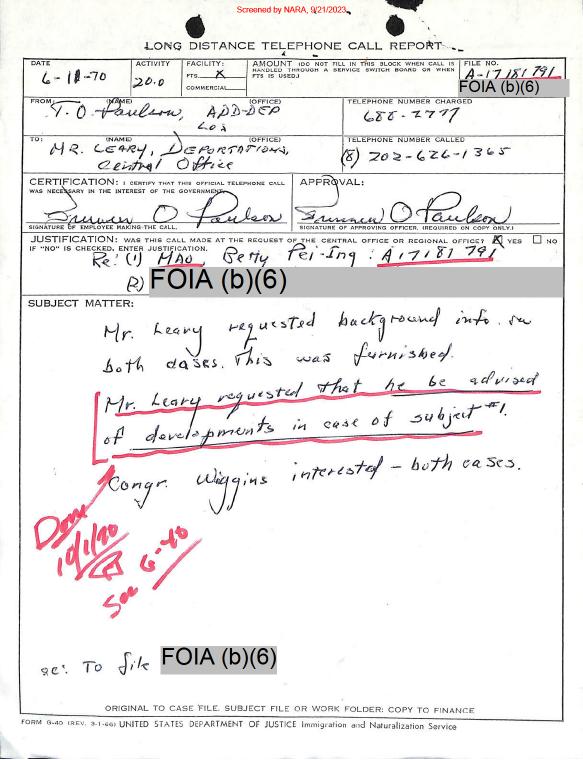 Screened by NARA, 9/21/2023
LONG DISTANCE TELEPHONE CALL REPORT
DATE
6-11-70
ACTIVITY
20.0
FACILITY:
FTS X
COMMERCIAL
AMOUNT (DO NOT FILL IN THIS BLOCK WHEN CALL IS
HANDLED THROUGH A SERVICE SWITCH BOARD OR WHEN
FTS IS USED.)
FILE NO.
A-17 181 791
FOIA (b)(6)
FROM: (NAME) (OFFICE)
T. O Paulson, ADD-DEP
LOS
TELEPHONE NUMBER CHARGED
688-2777
TO: (NAME) (OFFICE)
MR. LEARY, DEPORTATIONS,
Central Office
TELEPHONE NUMBER CALLED
(8) 202-626-1365
CERTIFICATION: I CERTIFY THAT THIS OFFICIAL TELEPHONE CALL
WAS NECESSARY IN THE INTEREST OF THE GOVERNMENT.
O Paulson
SIGNATURE OF EMPLOYEE MAKING THE CALL.
APPROVAL:
O Paulson
SIGNATURE OF APPROVING OFFICER. (REQUIRED ON COPY ONLY.)
JUSTIFICATION: WAS THIS CALL MADE AT THE REQUEST OF THE CENTRAL OFFICE OR REGIONAL OFFICE? X YES NO
IF "NO" IS CHECKED, ENTER JUSTIFICATION.
Re: (1) MAO, Betty Pei-Ing: A17 181 791
2) FOIA (b)(6)
SUBJECT MATTER:
Mr. Leary requested background info. on
both cases. This was furnished.
Mr. Leary requested that he be advised
of developments in case of subject #1.
Congr. Wiggins interested - both cases.
Done
10/1/70
See G-40
cc: To file FOIA (b)(6)
ORIGINAL TO CASE FILE, SUBJECT FILE OR WORK FOLDER: COPY TO FINANCE
FORM G-40 (REV. 3-1-66) UNITED STATES DEPARTMENT OF JUSTICE Immigration and Naturalization Service